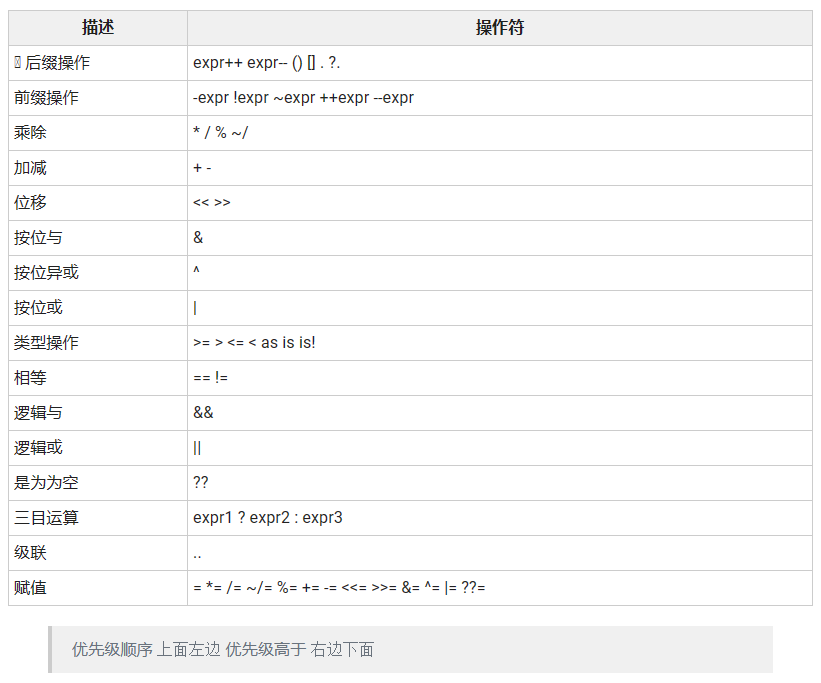 描述 操作符
后缀操作 expr++ expr-- () [] . ?.
前缀操作 -expr !expr ~expr ++expr --expr
乘除 * / % ~/
加减 + -
位移 << >>
按位与 &
按位异或 ^
按位或 |
类型操作 >= > <= < as is is!
相等 == !=
逻辑与 &&
逻辑或 ||
是为为空 ??
三目运算 expr1 ? expr2 : expr3
级联 ..
赋值 = *= /= ~/= %= += -= <<= >>= &= ^= |= ??=
优先级顺序 上面左边 优先级高于 右边下面